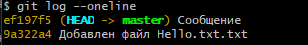 $ git log --oneline
ef197f5 (HEAD -> master) Сообщение
9a322a4 Добавлен файл Hello.txt.txt